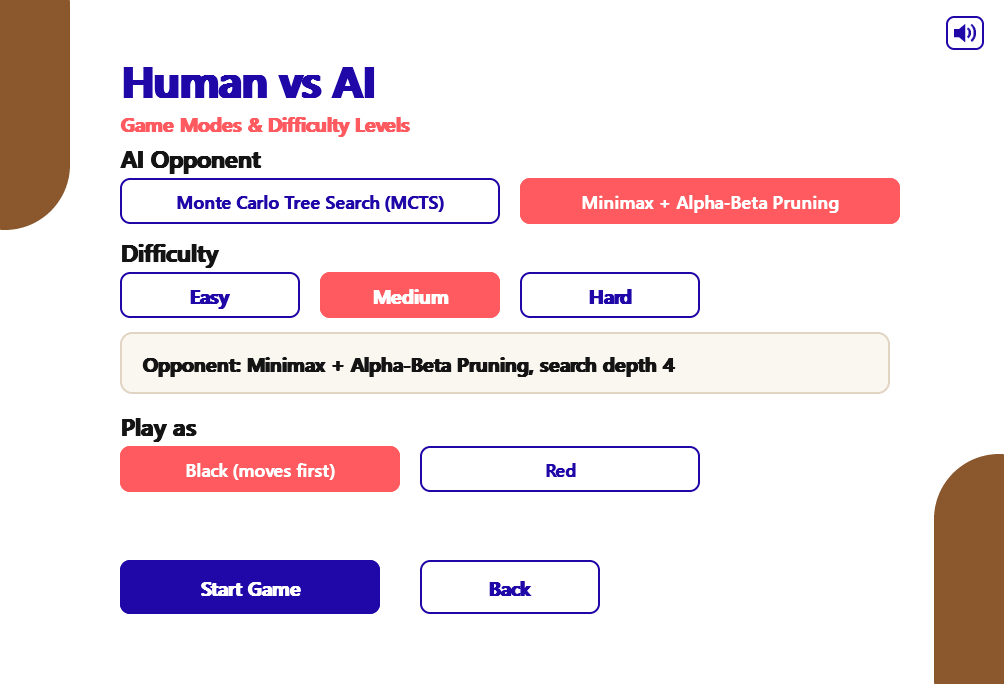 Human vs AI
Game Modes & Difficulty Levels
AI Opponent
Monte Carlo Tree Search (MCTS)
Minimax + Alpha-Beta Pruning
Difficulty
Easy
Medium
Hard
Opponent: Minimax + Alpha-Beta Pruning, search depth 4
Play as
Black (moves first)
Red
Start Game
Back